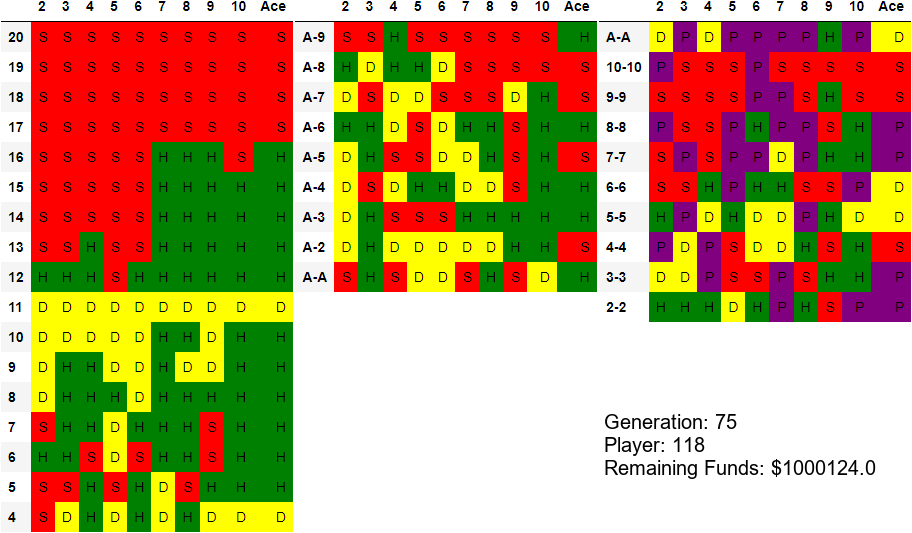 2 3 4 5 6 7 8 9 10 Ace
20 S S S S S S S S S S
19 S S S S S S S S S S
18 S S S S S S S S S S
17 S S S S S S S S S S
16 S S S S S H H H S H
15 S S S S S H H H H H
14 S S S S S H H H H H
13 S S H S S H H H H H
12 H H H S H H H H H H
11 D D D D D D D D D D
10 D D D D D H H D H H
9 D H H D D H D D H H
8 D H H H D H H H H H
7 S H H D H H H S H H
6 H H S D S H H S H H
5 S S H S H D S H H H
4 S D H D H D H D D D
2 3 4 5 6 7 8 9 10 Ace
A-9 S S H S S S S S S H
A-8 H D H H D S S S S S
A-7 D S D D S S S D H S
A-6 H H D S D H H S H H
A-5 D H S S D D H S H S
A-4 D S D H H D D S H H
A-3 D H S S S H H H H H
A-2 D H D D D D D H H S
A-A S H S D D S H S D H
2 3 4 5 6 7 8 9 10 Ace
A-A D P D P P P P H P D
10-10 P S S S P S S S S S
9-9 S S S S P P S H S S
8-8 P S S P H P P S H P
7-7 S P S P P D P H H P
6-6 S S H P H H S S P D
5-5 H P D H D D P H D D
4-4 P D P S D D H S H S
3-3 D D P S S P S H H P
2-2 H H H D H P H S P P
Generation: 75
Player: 118
Remaining Funds: $1000124.0